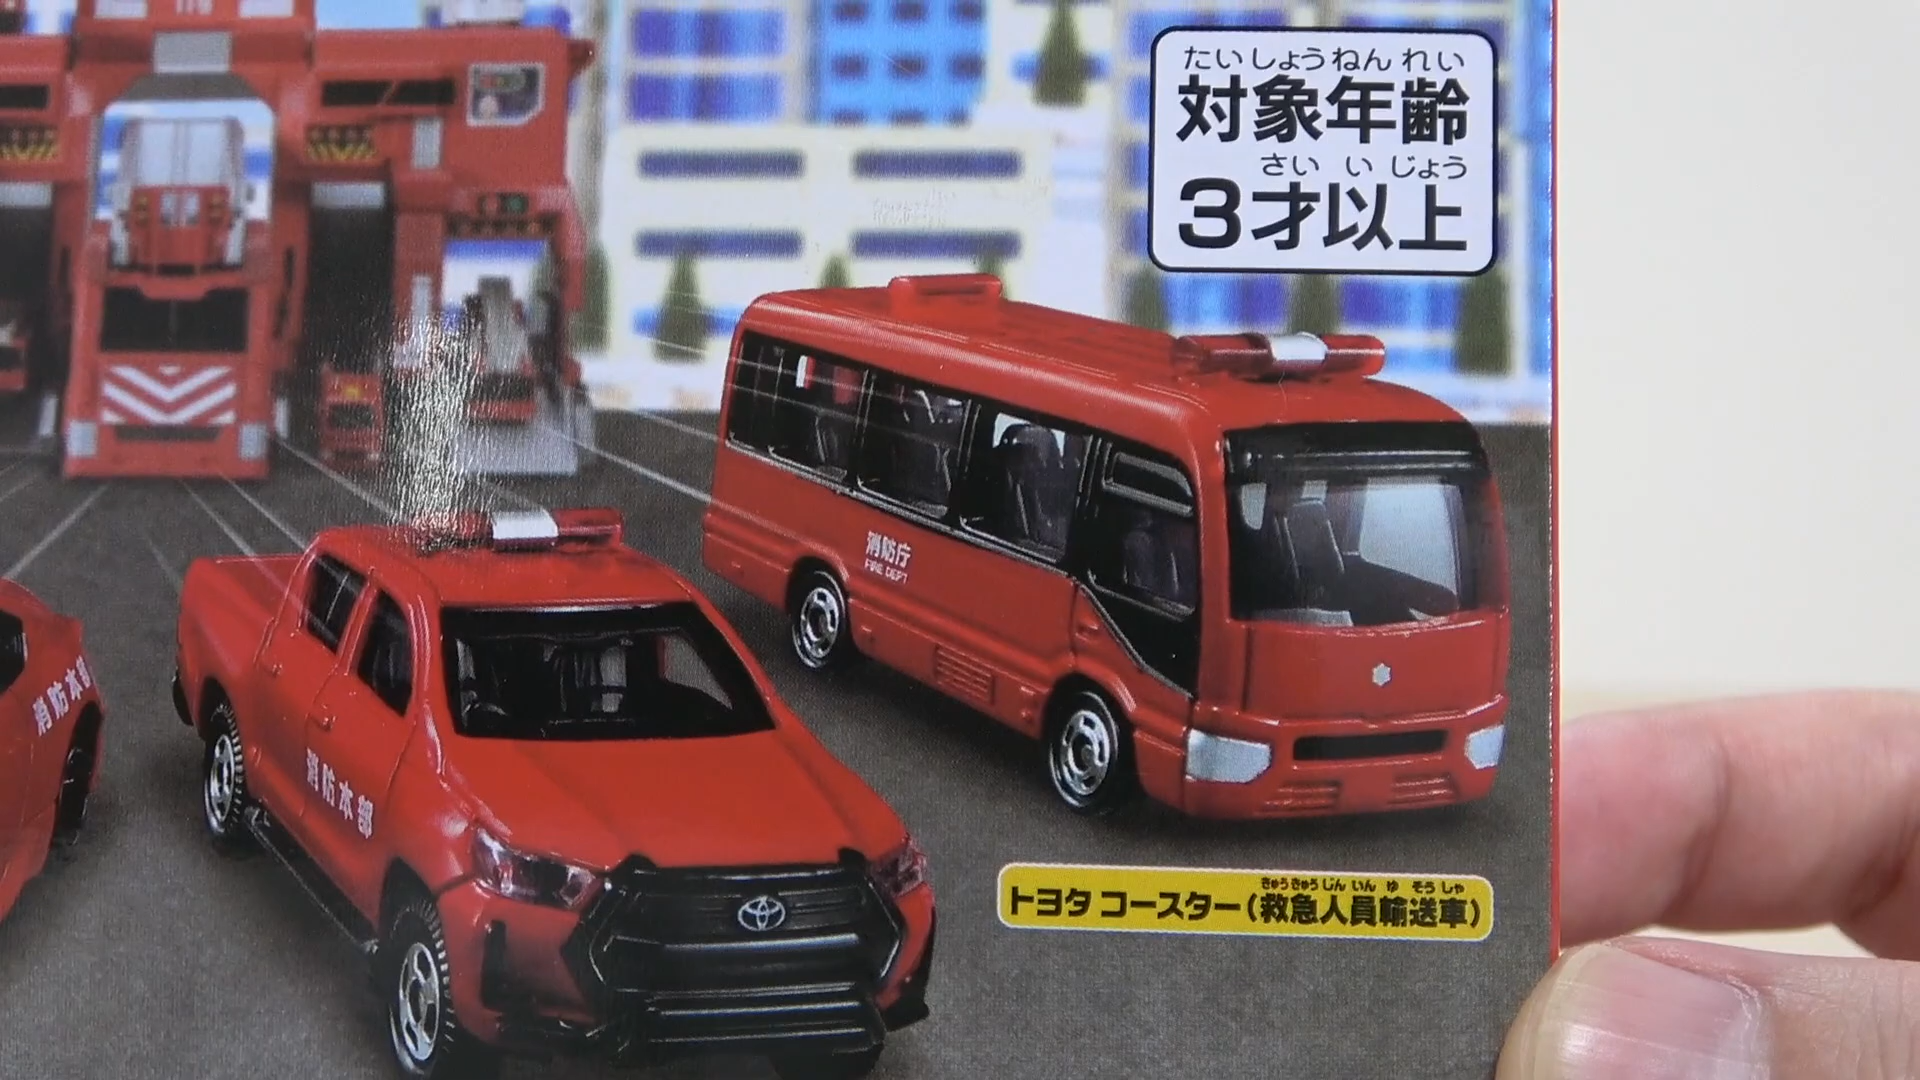 119
たいしょうねんれい
対象年齢
さい い じょう
3才以上
消防庁
FIRE DEPT
消防本部
消防本部
きゅうきゅうじんいんゆそうしゃ
トヨタ コースター(救急人員輸送車)